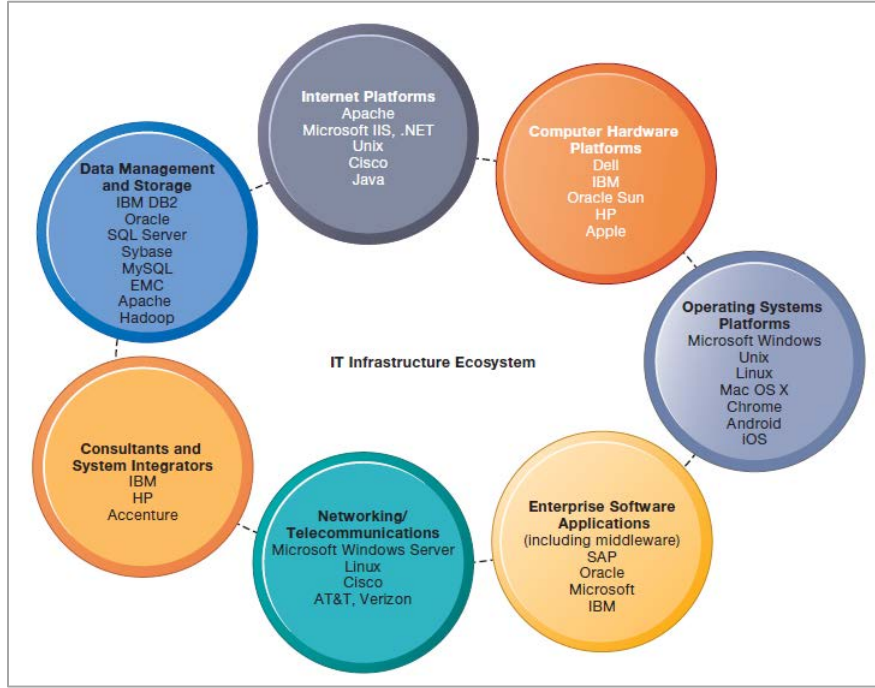 Internet Platforms
Apache
Microsoft IIS, .NET
Unix
Cisco
Java
Computer Hardware
Platforms
Dell
IBM
Oracle Sun
HP
Apple
Data Management
and Storage
IBM DB2
Oracle
SQL Server
Sybase
MySQL
EMC
Apache
Hadoop
Operating Systems
Platforms
Microsoft Windows
Unix
Linux
Mac OS X
Chrome
Android
iOS
IT Infrastructure Ecosystem
Consultants and
System Integrators
IBM
HP
Accenture
Networking/
Telecommunications
Microsoft Windows Server
Linux
Cisco
AT&T, Verizon
Enterprise Software
Applications
(including middleware)
SAP
Oracle
Microsoft
IBM